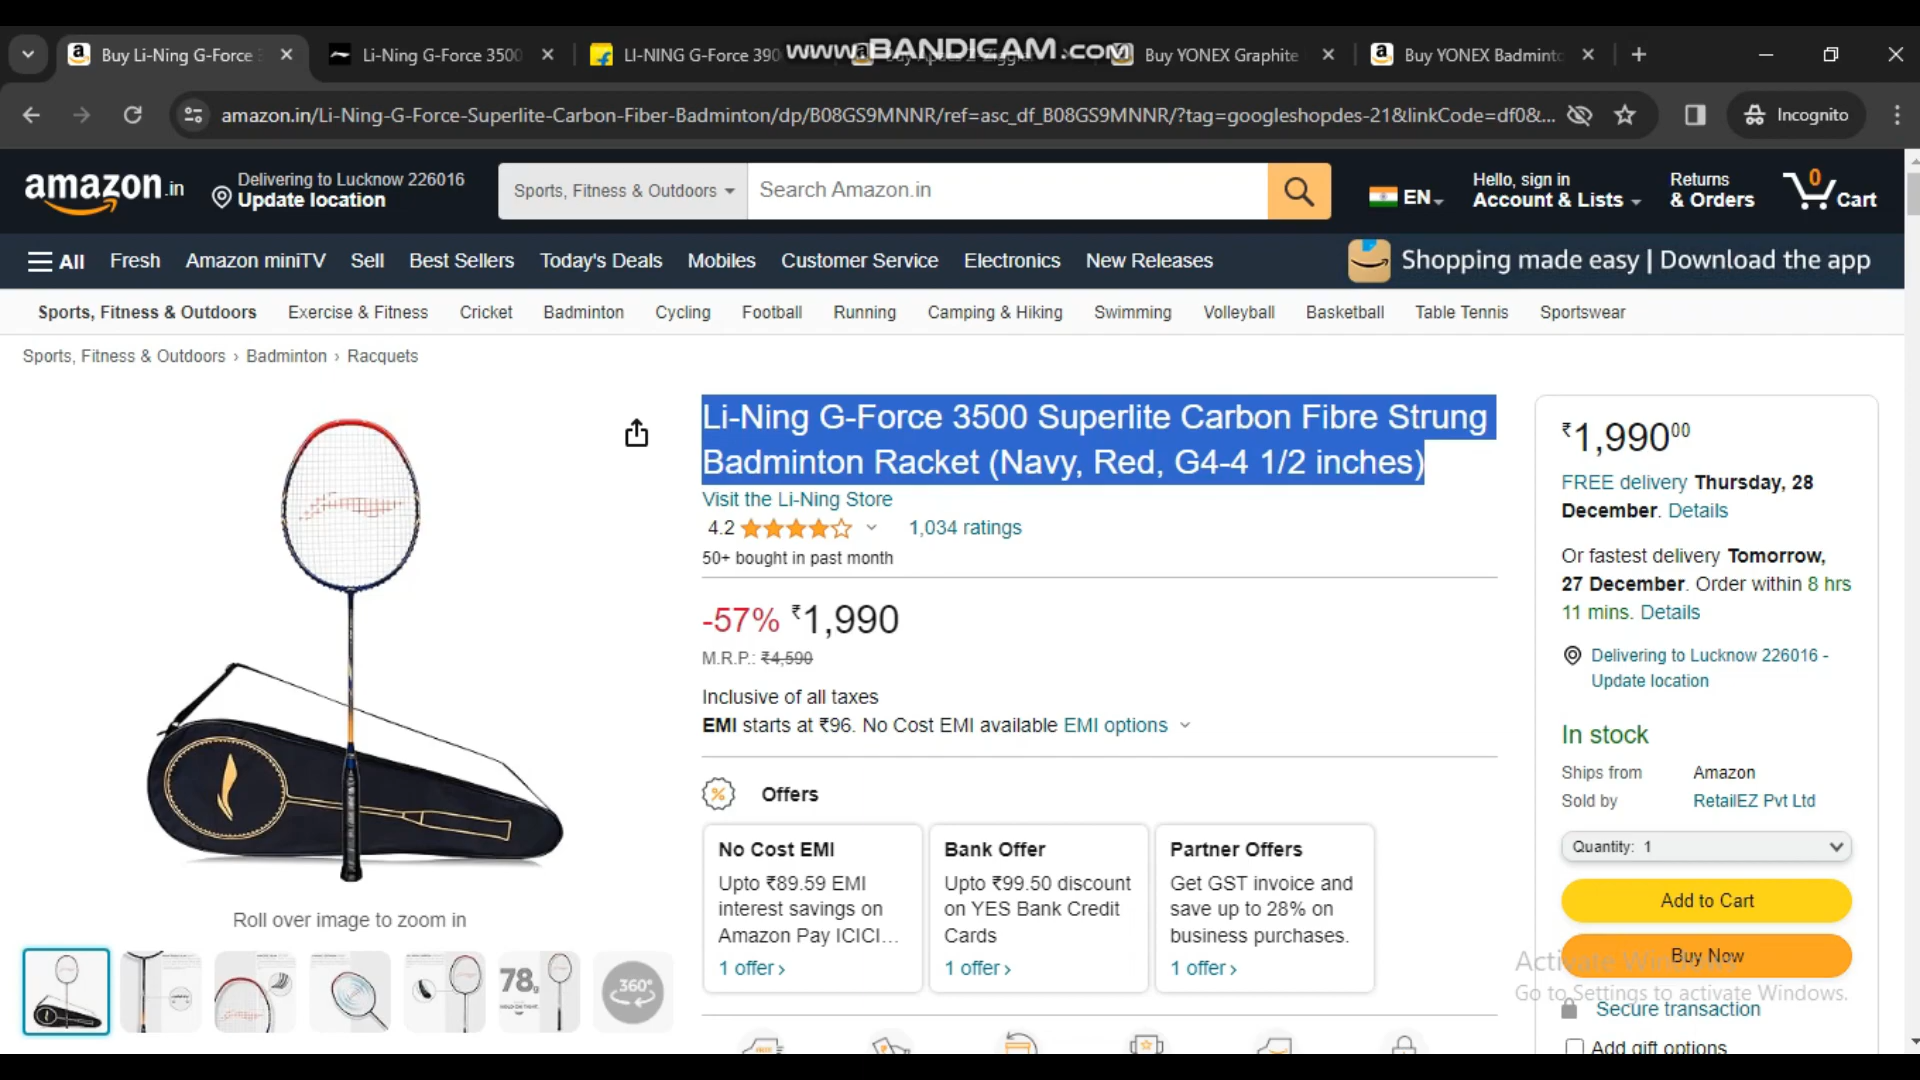 www.BANDICAM.com
Buy Li-Ning G-Force
Li-Ning G-Force 3500
LI-NING G-Force 390
Buy YONEX Graphite
Buy YONEX Badminto
amazon.in/Li-Ning-G-Force-Superlite-Carbon-Fiber-Badminton/dp/B08GS9MNNR/ref=asc_df_B08GS9MNNR/?tag=googleshopdes-21&linkCode=df0&...
Incognito
amazon.in
Delivering to Lucknow 226016
Update location
Sports, Fitness & Outdoors
Search Amazon.in
EN
Hello, sign in
Account & Lists
Returns
& Orders
0
Cart
All
Fresh
Amazon miniTV
Sell
Best Sellers
Today's Deals
Mobiles
Customer Service
Electronics
New Releases
Shopping made easy | Download the app
Sports, Fitness & Outdoors
Exercise & Fitness
Cricket
Badminton
Cycling
Football
Running
Camping & Hiking
Swimming
Volleyball
Basketball
Table Tennis
Sportswear
Sports, Fitness & Outdoors › Badminton › Racquets
Li-Ning G-Force 3500 Superlite Carbon Fibre Strung
Badminton Racket (Navy, Red, G4-4 1/2 inches)
Visit the Li-Ning Store
4.2
1,034 ratings
50+ bought in past month
-57% ₹1,990
M.R.P.: ₹4,590
Inclusive of all taxes
EMI starts at ₹96. No Cost EMI available EMI options
Offers
No Cost EMI
Upto ₹89.59 EMI
interest savings on
Amazon Pay ICICI...
1 offer ›
Bank Offer
Upto ₹99.50 discount
on YES Bank Credit
Cards
1 offer ›
Partner Offers
Get GST invoice and
save up to 28% on
business purchases.
1 offer ›
Roll over image to zoom in
78g
360°
₹1,99000
FREE delivery Thursday, 28
December. Details
Or fastest delivery Tomorrow,
27 December. Order within 8 hrs
11 mins. Details
Delivering to Lucknow 226016 -
Update location
In stock
Ships from Amazon
Sold by RetailEZ Pvt Ltd
Quantity: 1
Add to Cart
Buy Now
Activate Windows
Go to Settings to activate Windows.
Secure transaction
Add gift options